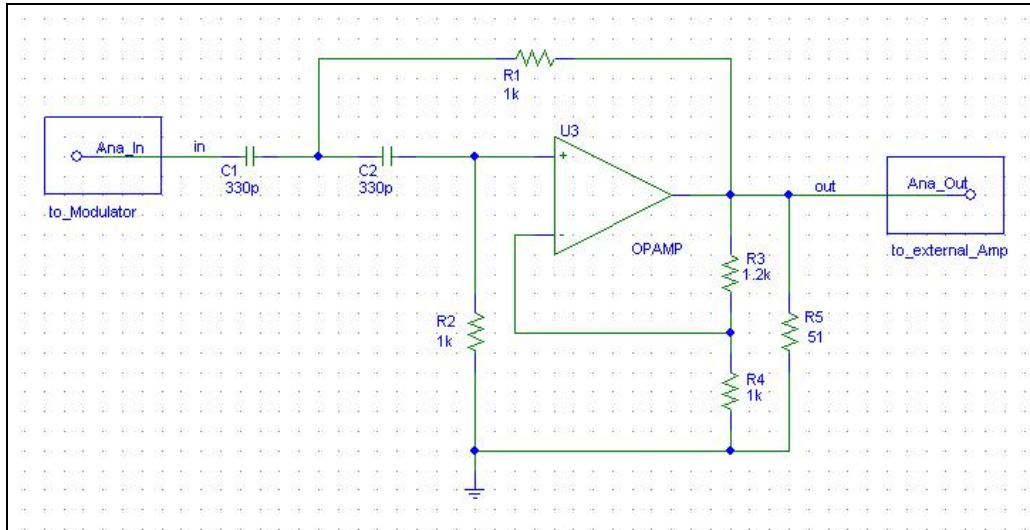 R1
1k
U3
Ana_In
in
C1
330p
C2
330p
+
-
OPAMP
out
Ana_Out
to_Modulator
to_external_Amp
R3
1.2k
R2
1k
R5
51
R4
1k